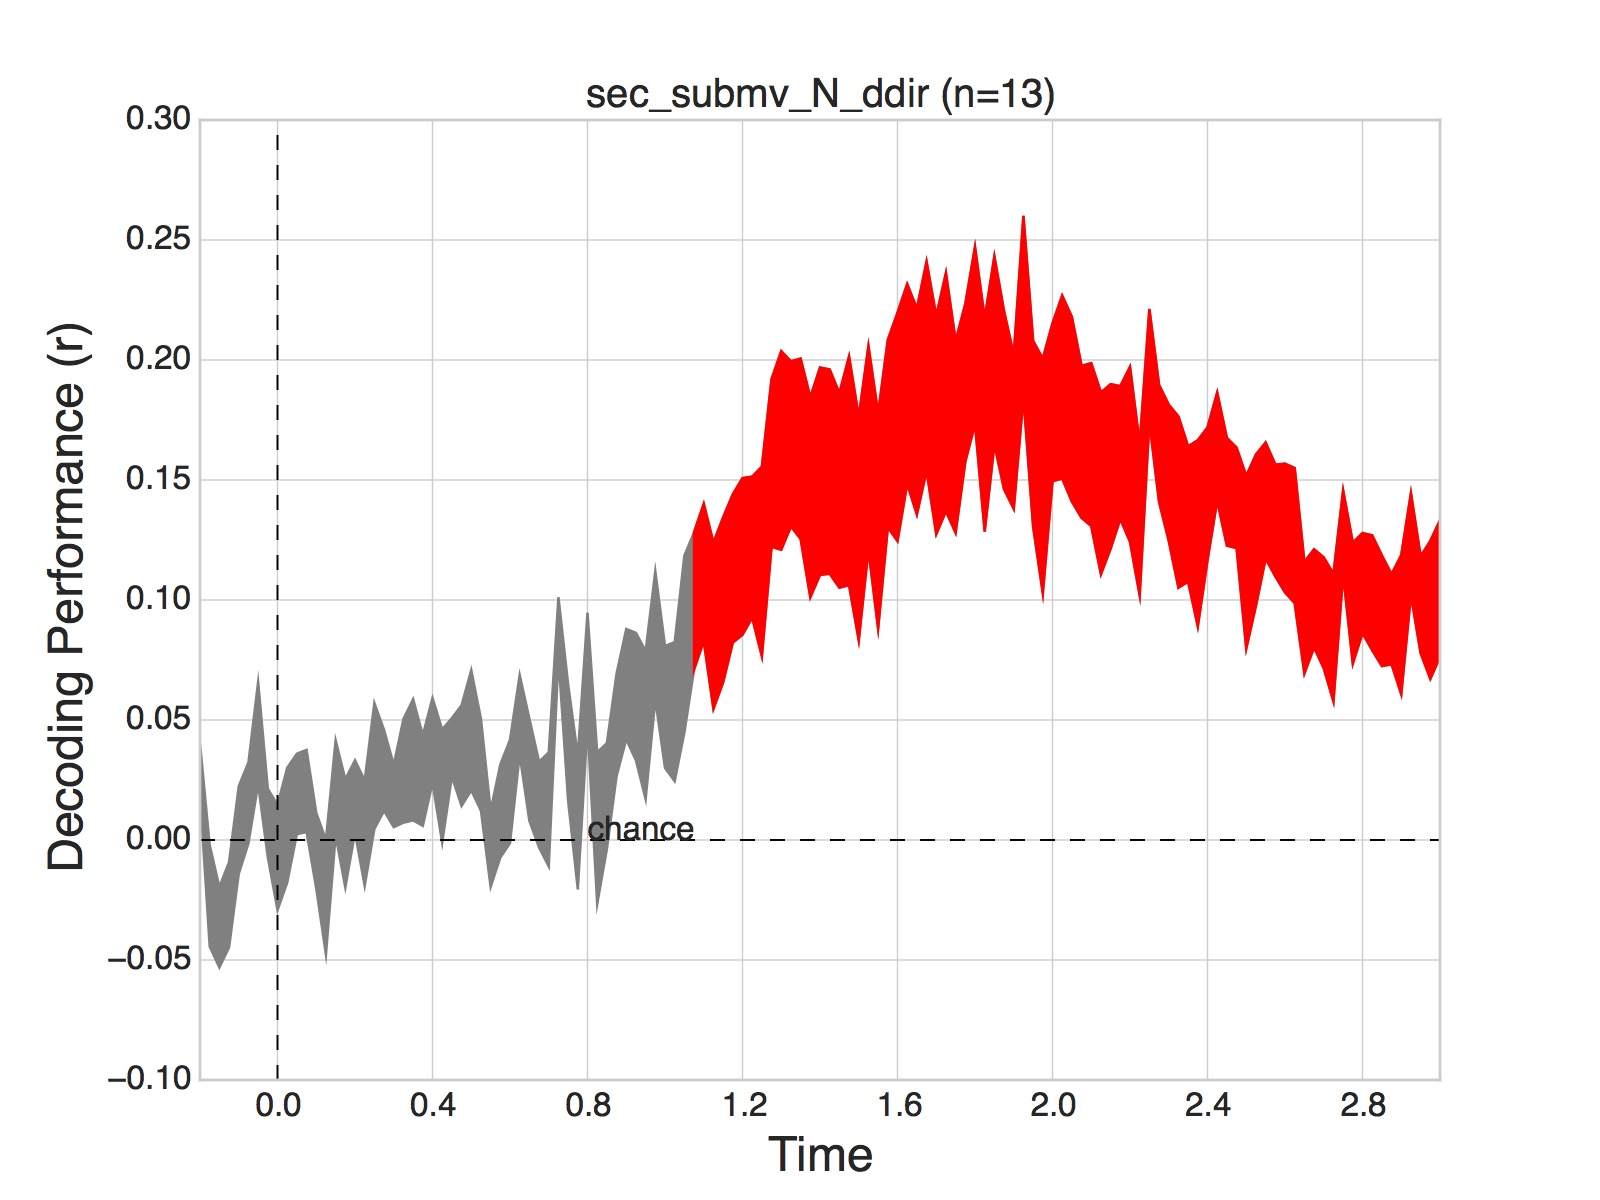 sec_submv_N_ddir (n=13)
0.30
0.25
0.20
0.15
0.10
0.05
0.00
−0.05
−0.10
Decoding Performance (r)
chance
0.0 0.4 0.8 1.2 1.6 2.0 2.4 2.8
Time